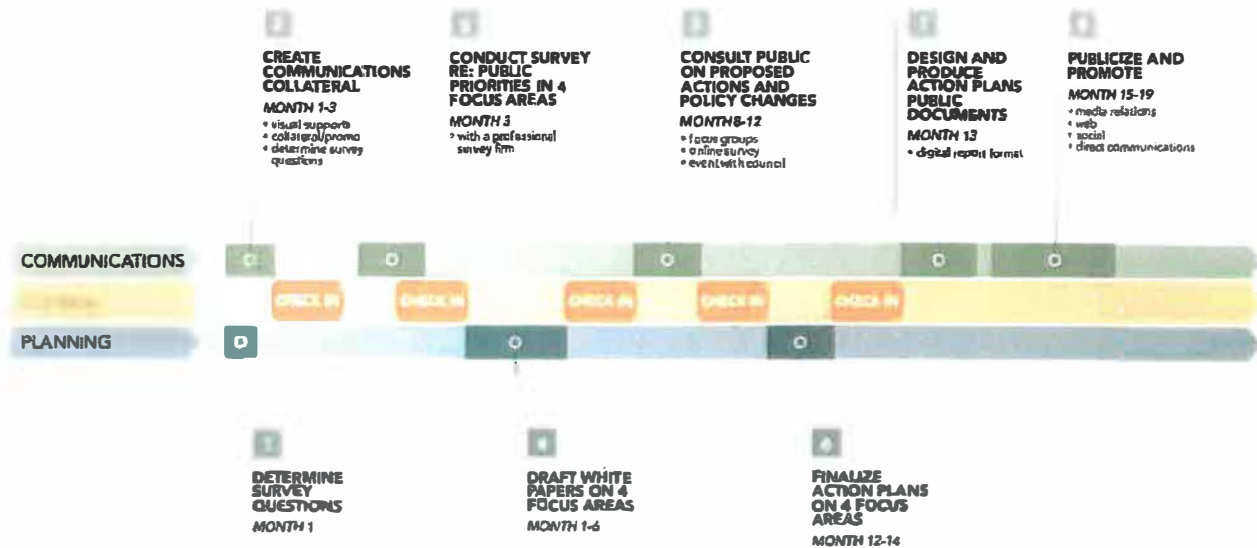 CREATE
COMMUNICATIONS
COLLATERAL
MONTH 1-3
• visual supports
• collateral/promo
• determine survey
questions
CONDUCT SURVEY
RE: PUBLIC
PRIORITIES IN 4
FOCUS AREAS
MONTH 3
• with a professional
survey firm
CONSULT PUBLIC
ON PROPOSED
ACTIONS AND
POLICY CHANGES
MONTH 8-12
• focus groups
• online survey
• event with council
DESIGN AND
PRODUCE
ACTION PLANS
PUBLIC
DOCUMENTS
MONTH 13
• digital report format
PUBLICIZE AND
PROMOTE
MONTH 15-19
• media relations
• web
• social
• direct communications
COMMUNICATIONS
CHECK IN
CHECK IN
CHECK IN
CHECK IN
CHECK IN
PLANNING
DETERMINE
SURVEY
QUESTIONS
MONTH 1
DRAFT WHITE
PAPERS ON 4
FOCUS AREAS
MONTH 1-6
FINALIZE
ACTION PLANS
ON 4 FOCUS
AREAS
MONTH 12-14